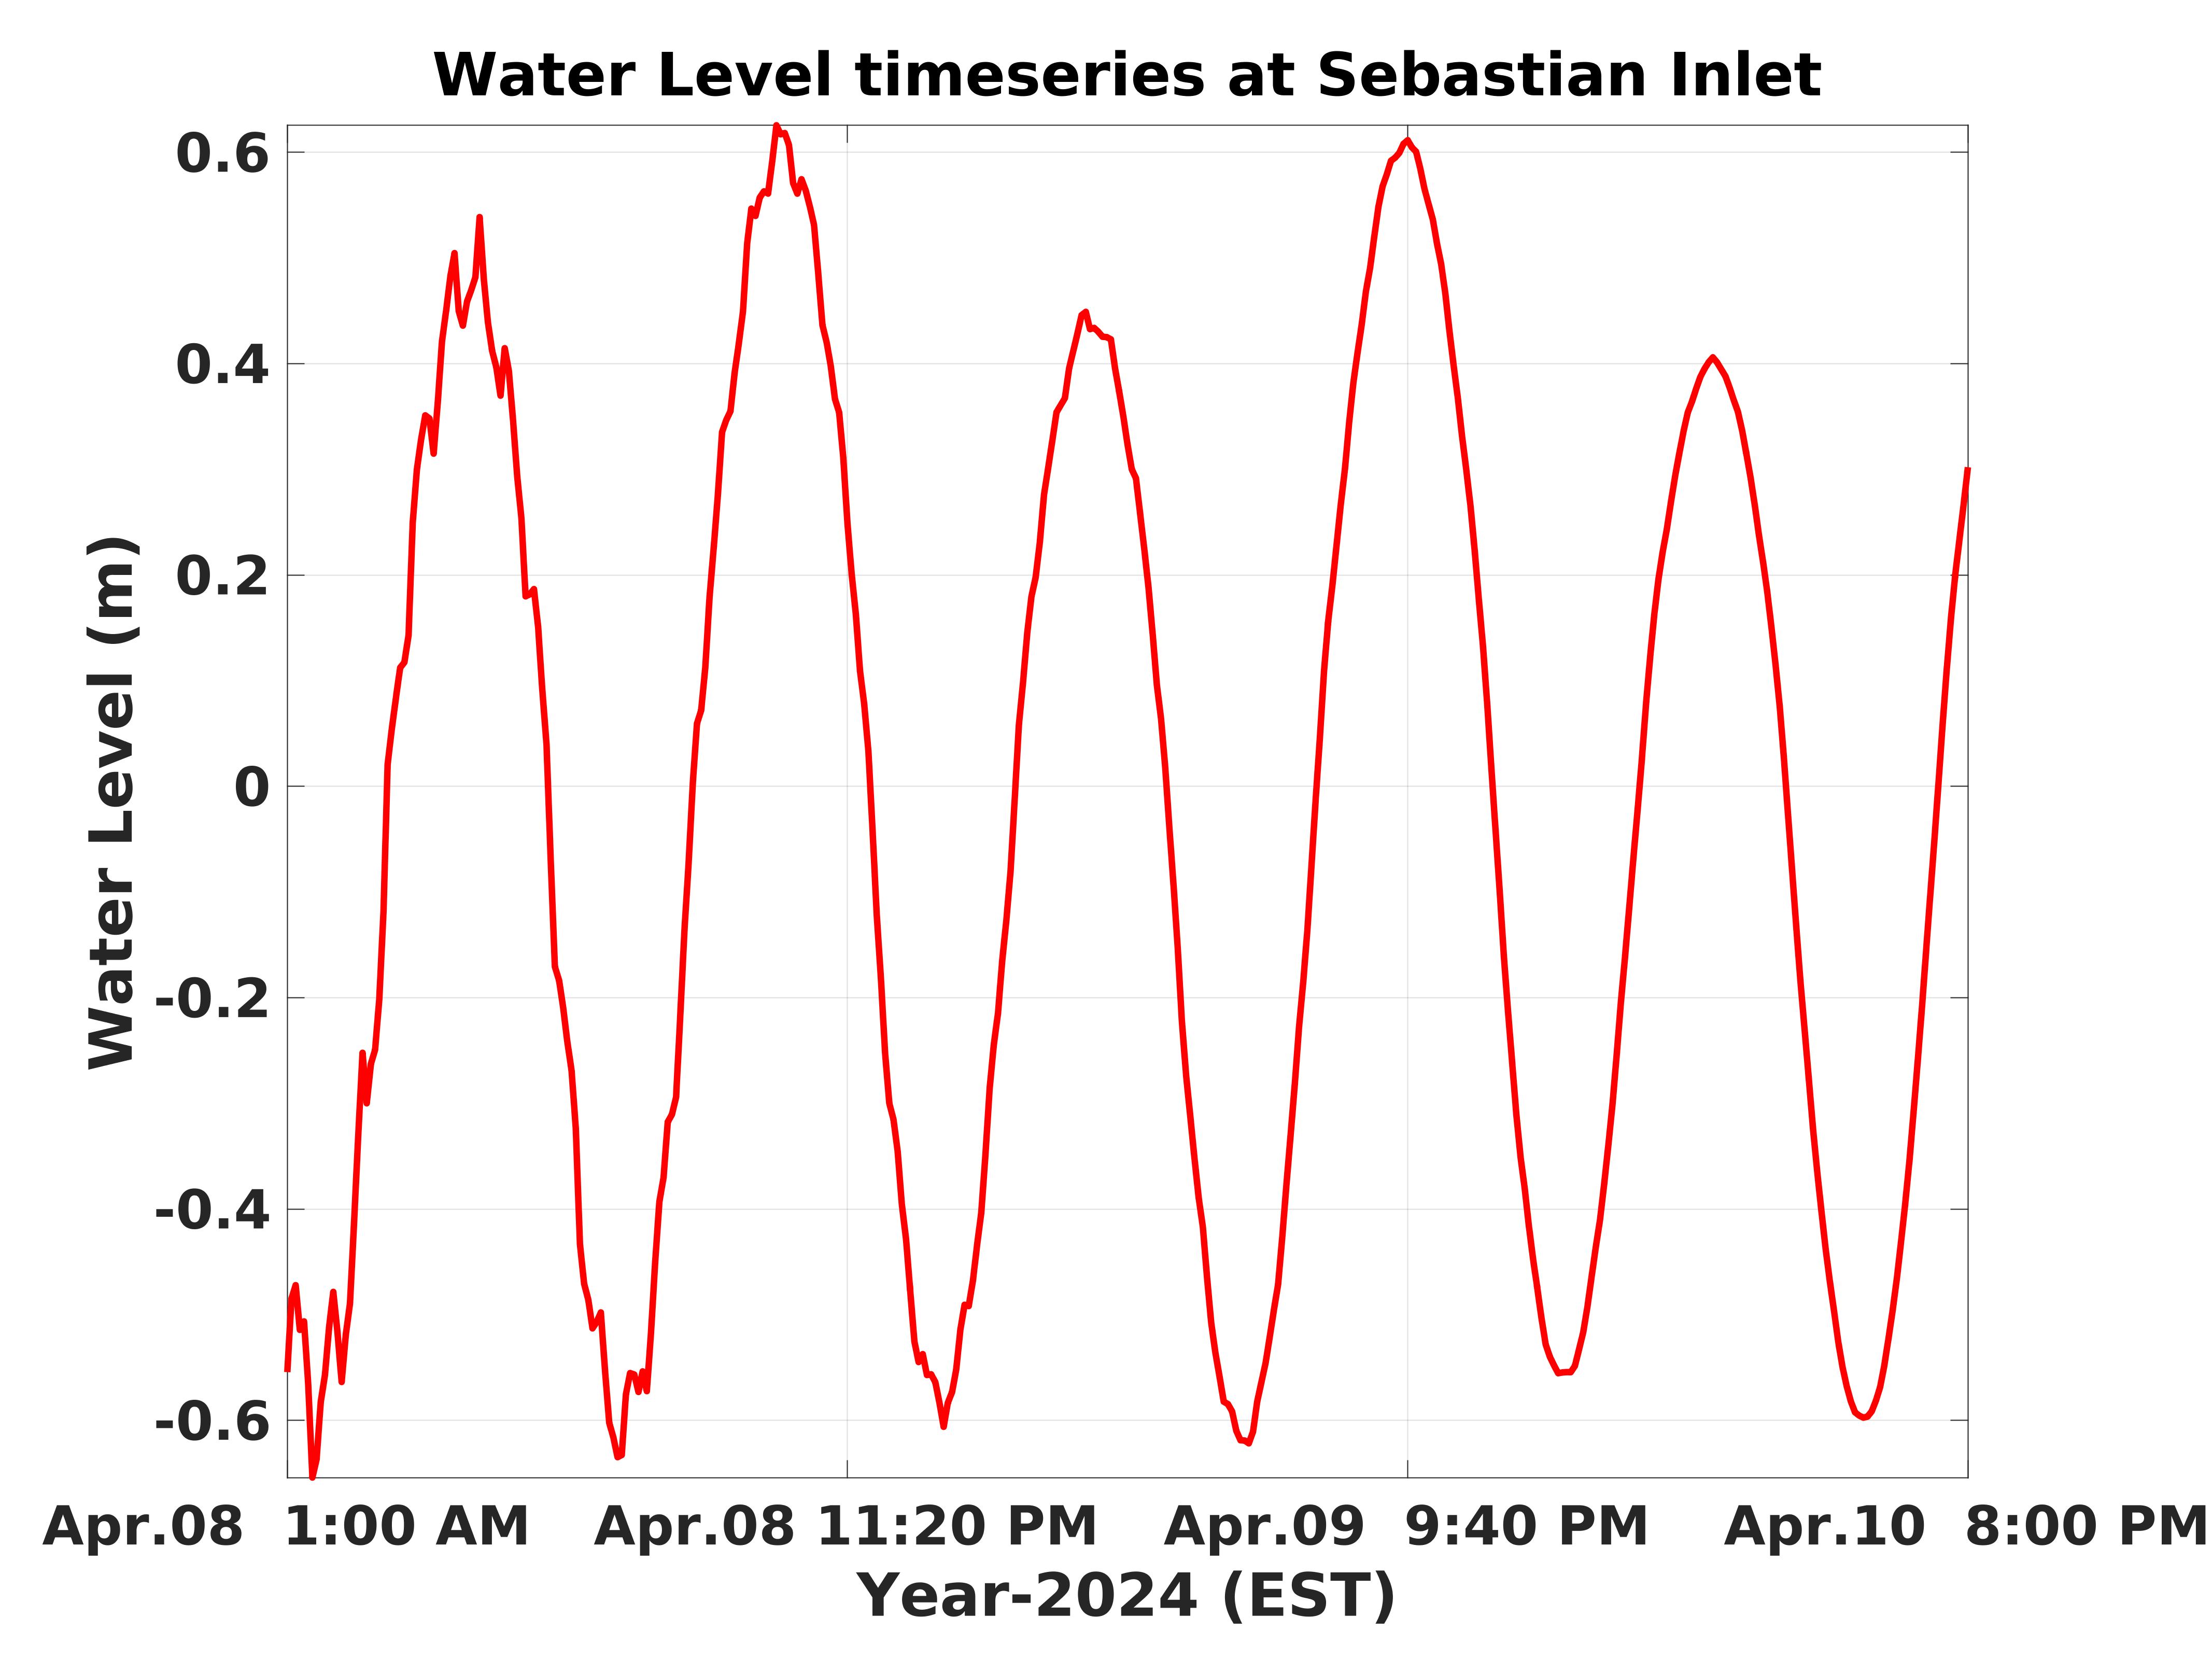 Water Level timeseries at Sebastian Inlet
0.6
0.4
0.2
0
-0.2
-0.4
-0.6
Water Level (m)
Apr.08  1:00 AM Apr.08 11:20 PM Apr.09  9:40 PM Apr.10  8:00 PM
Year-2024 (EST)